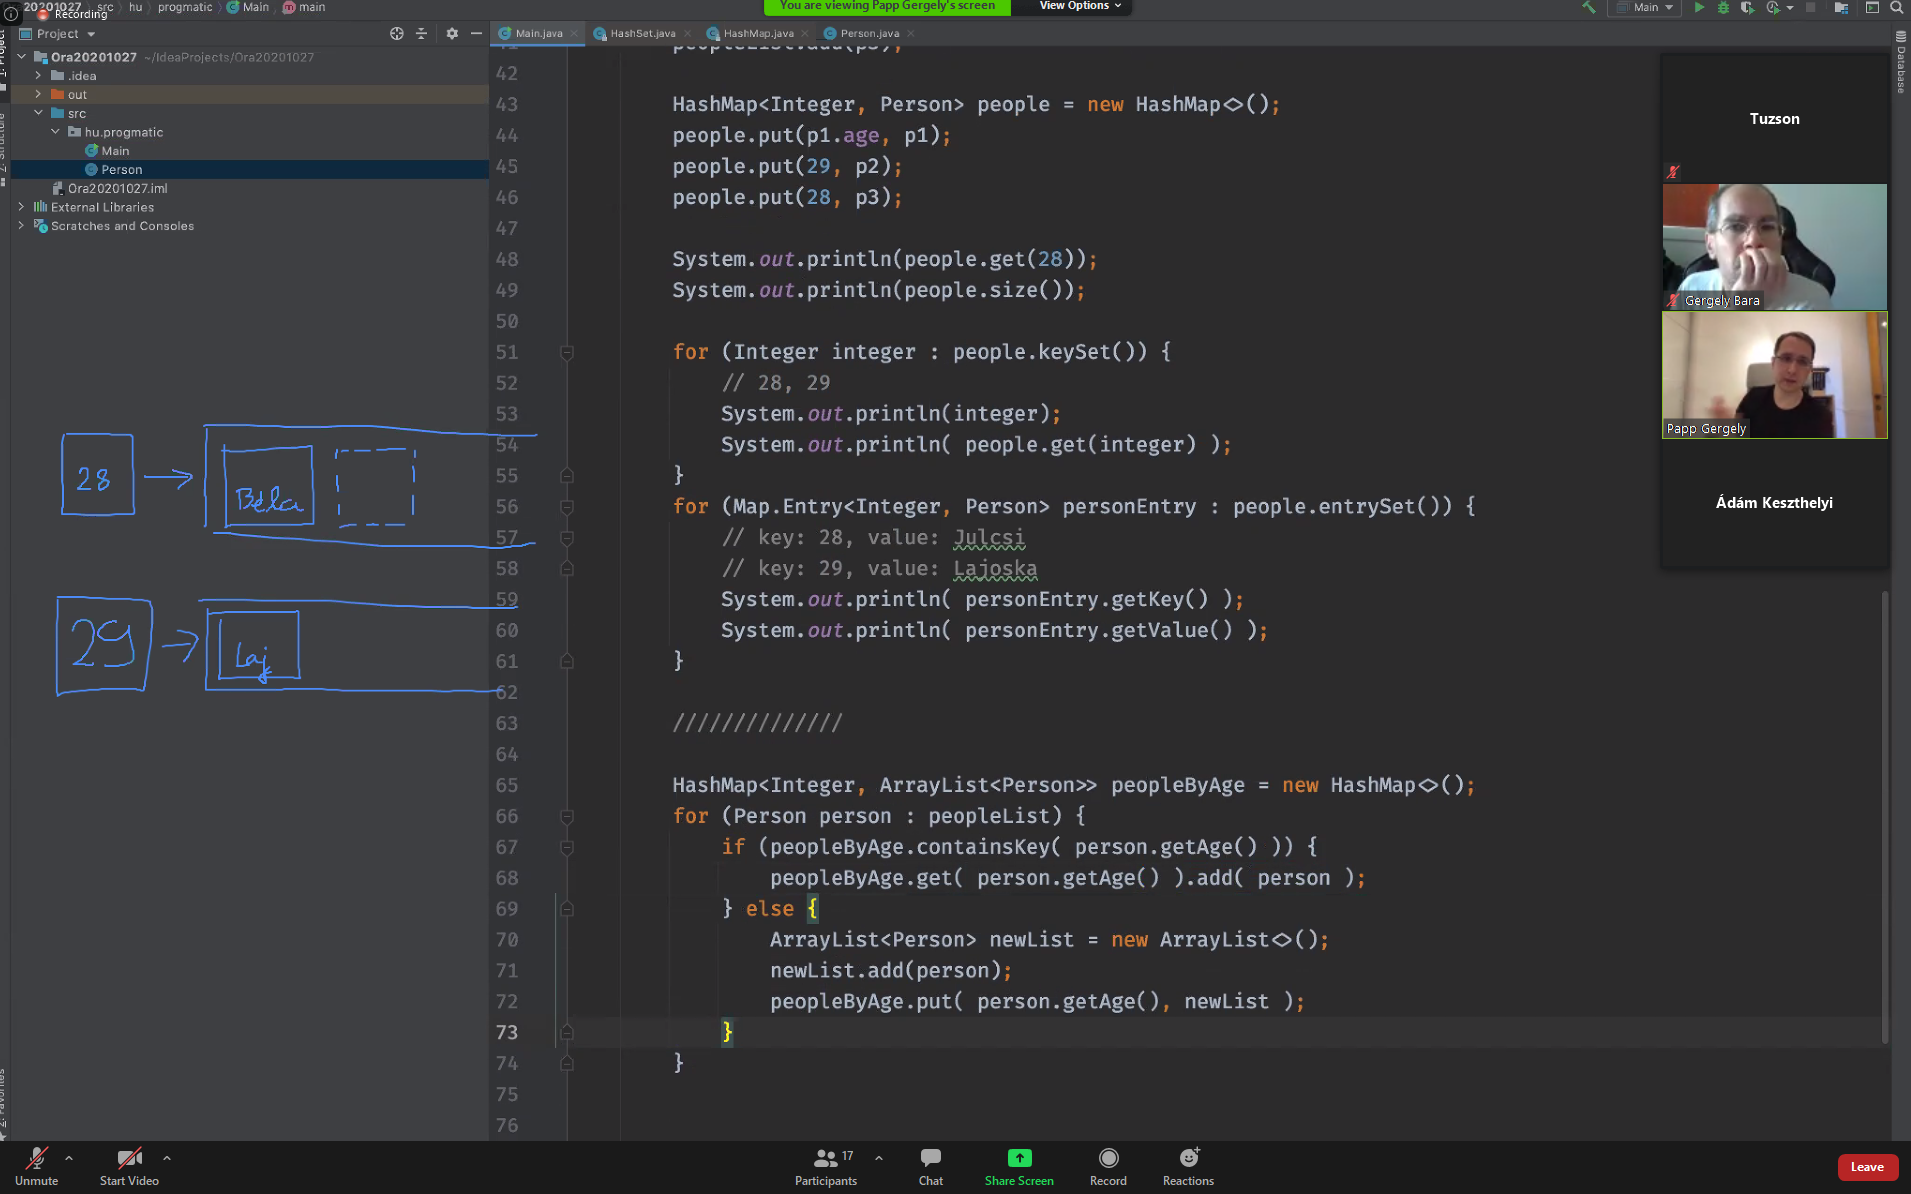 Ora20201027 src hu progmatic Main main
Recording
You are viewing Papp Gergely's screen View Options
Main
Project
Main.java HashSet.java HashMap.java Person.java
Ora20201027 ~/IdeaProjects/Ora20201027
.idea
out
src
hu.progmatic
Main
Person
Ora20201027.iml
External Libraries
Scratches and Consoles
Database
28 Béla
29 Laj
42
43 HashMap<Integer, Person> people = new HashMap<>();
44 people.put(p1.age, p1);
45 people.put(29, p2);
46 people.put(28, p3);
47
48 System.out.println(people.get(28));
49 System.out.println(people.size());
50
51 for (Integer integer : people.keySet()) {
52 // 28, 29
53 System.out.println(integer);
54 System.out.println( people.get(integer) );
55 }
56 for (Map.Entry<Integer, Person> personEntry : people.entrySet()) {
57 // key: 28, value: Julcsi
58 // key: 29, value: Lajoska
59 System.out.println( personEntry.getKey() );
60 System.out.println( personEntry.getValue() );
61 }
62
63 //////////////
64
65 HashMap<Integer, ArrayList<Person>> peopleByAge = new HashMap<>();
66 for (Person person : peopleList) {
67 if (peopleByAge.containsKey( person.getAge() )) {
68 peopleByAge.get( person.getAge() ).add( person );
69 } else {
70 ArrayList<Person> newList = new ArrayList<>();
71 newList.add(person);
72 peopleByAge.put( person.getAge(), newList );
73 }
74 }
75
76
Tuzson
Gergely Bara
Papp Gergely
Ádám Keszthelyi
Unmute Start Video Participants 17 Chat Share Screen Record Reactions Leave